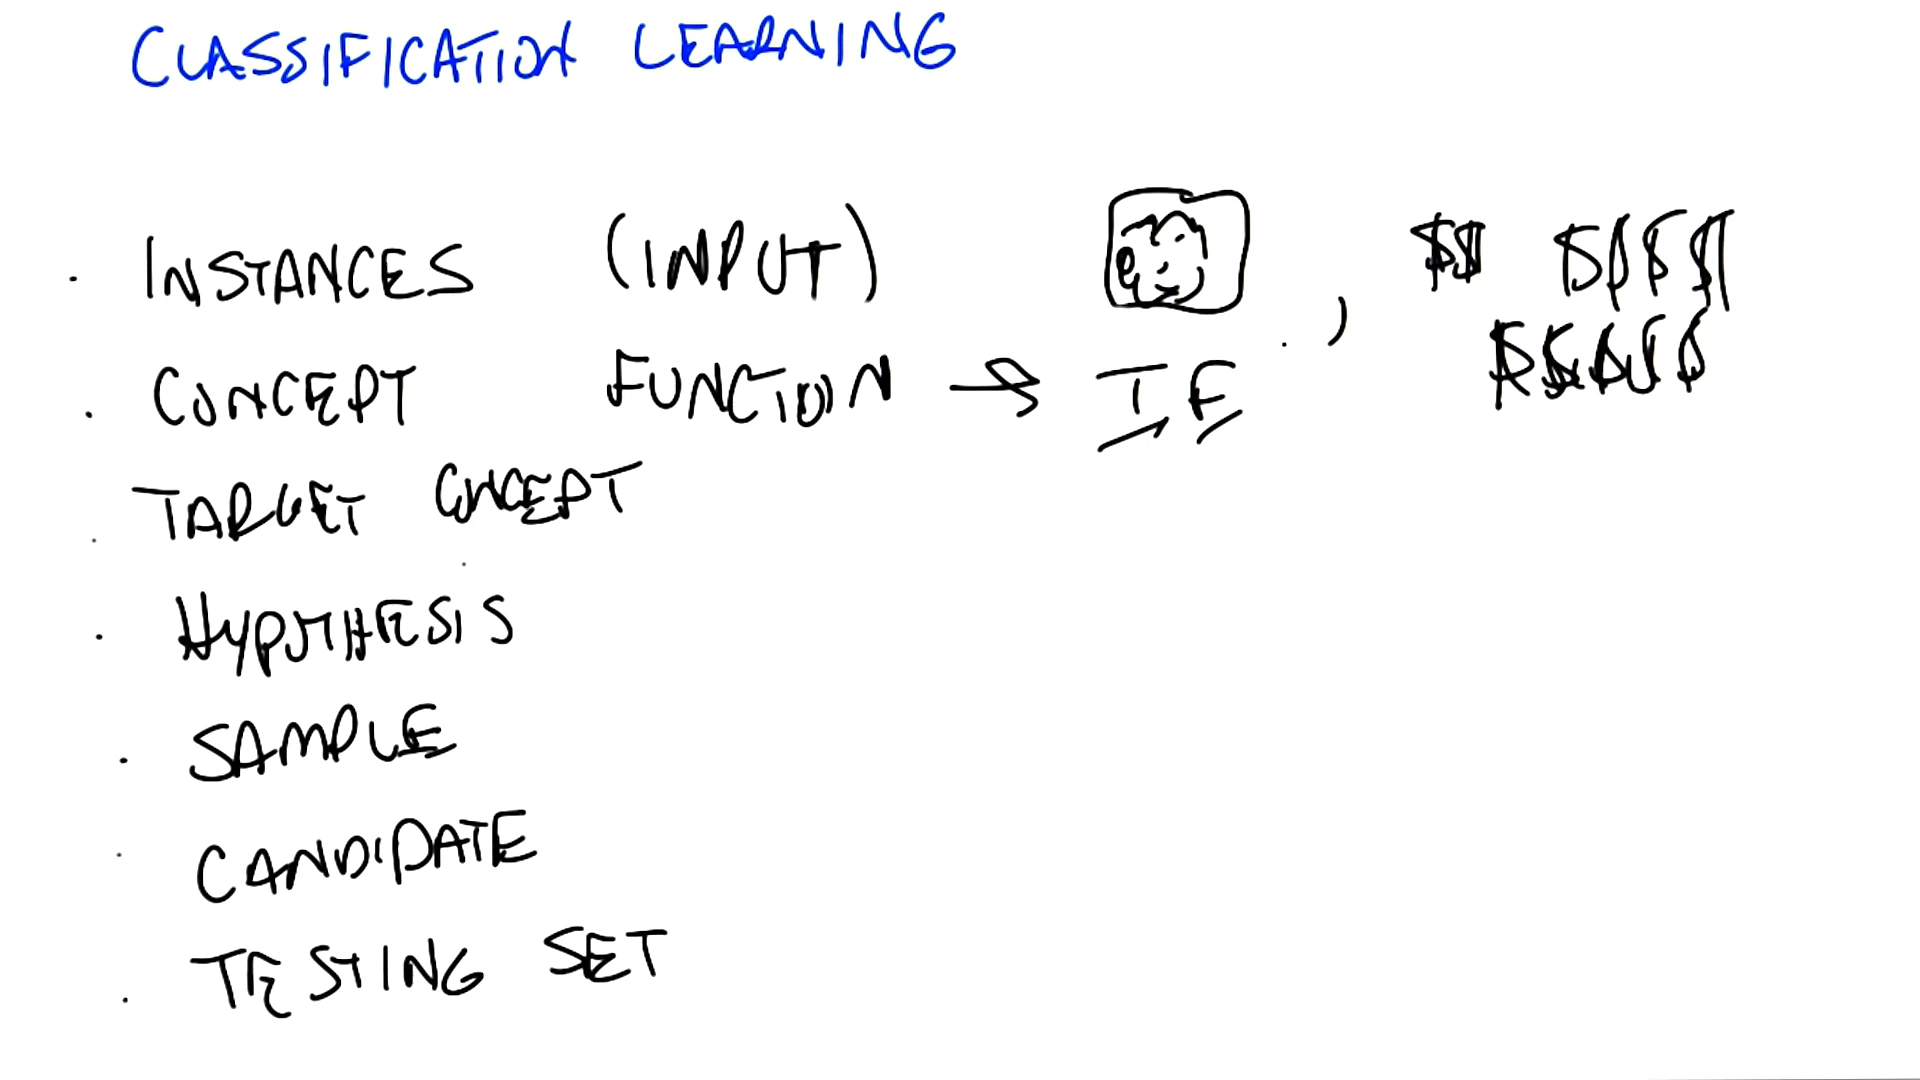 CLASSIFICATION LEARNING
INSTANCES (INPUT) , $$ $$$$
$$$$$
CONCEPT FUNCTION → T F
TARGET CONCEPT
HYPOTHESIS
SAMPLE
CANDIDATE
TESTING SET